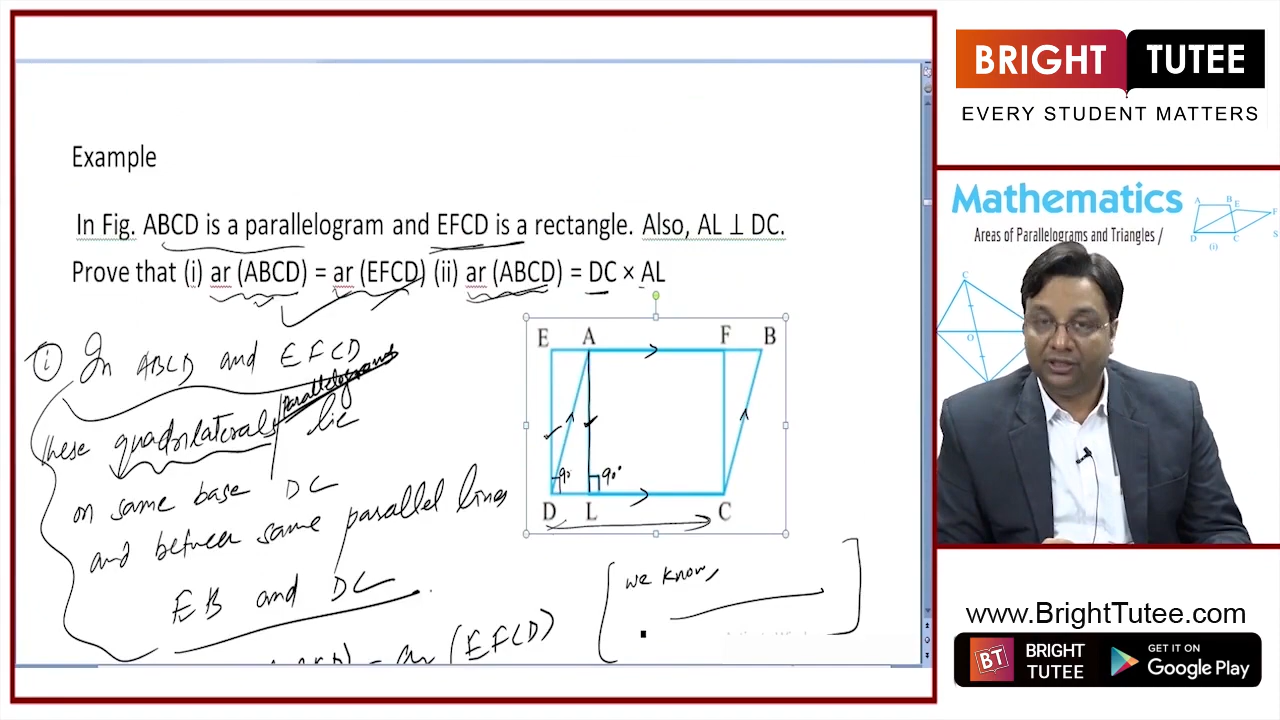 Example
In Fig. ABCD is a parallelogram and EFCD is a rectangle. Also, AL ⊥ DC.
Prove that (i) ar (ABCD) = ar (EFCD) (ii) ar (ABCD) = DC × AL
(i) In ABCD and EFCD
parallelograms
These quadrilaterals lie
on same base DC
and between same parallel lines
EB and DC.
= ar (EFCD)
we know,
E A F B
90 90°
D L C
BRIGHT TUTEE
EVERY STUDENT MATTERS
Mathematics
Areas of Parallelograms and Triangles /
A B E F
D C S
(i)
C
O
www.BrightTutee.com
BT BRIGHT TUTEE
GET IT ON
Google Play